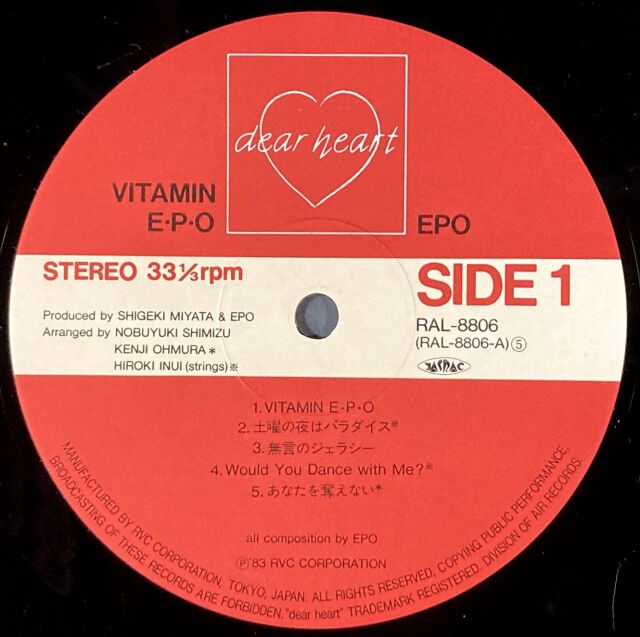 dear heart
VITAMIN
E・P・O
EPO
STEREO 33⅓rpm
SIDE 1
Produced by SHIGEKI MIYATA & EPO
Arranged by NOBUYUKI SHIMIZU
KENJI OHMURA *
HIROKI INUI (strings) ※
RAL-8806
(RAL-8806-A) ⑤
JASRAC
1. VITAMIN E・P・O
2. 土曜の夜はパラダイス※
3. 無言のジェラシー
4. Would You Dance with Me?※
5. あなたを奪えない*
all composition by EPO
Ⓟ '83 RVC CORPORATION
MANUFACTURED BY RVC CORPORATION, TOKYO, JAPAN. ALL RIGHTS RESERVED, COPYING PUBLIC PERFORMANCE,
BROADCASTING OF THESE RECORDS ARE FORBIDDEN. "dear heart" TRADEMARK REGISTERED, DIVISION OF AIR RECORDS.